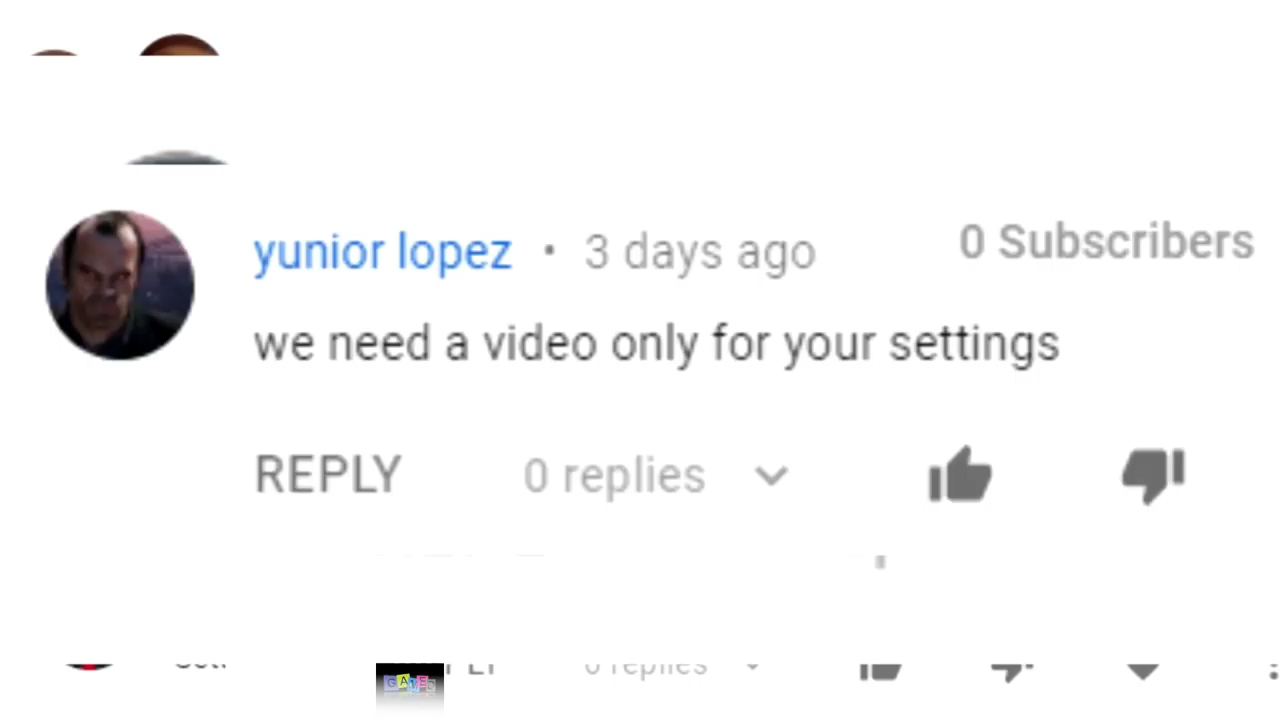 yunior lopez • 3 days ago 0 Subscribers
we need a video only for your settings
REPLY 0 replies
0 replies